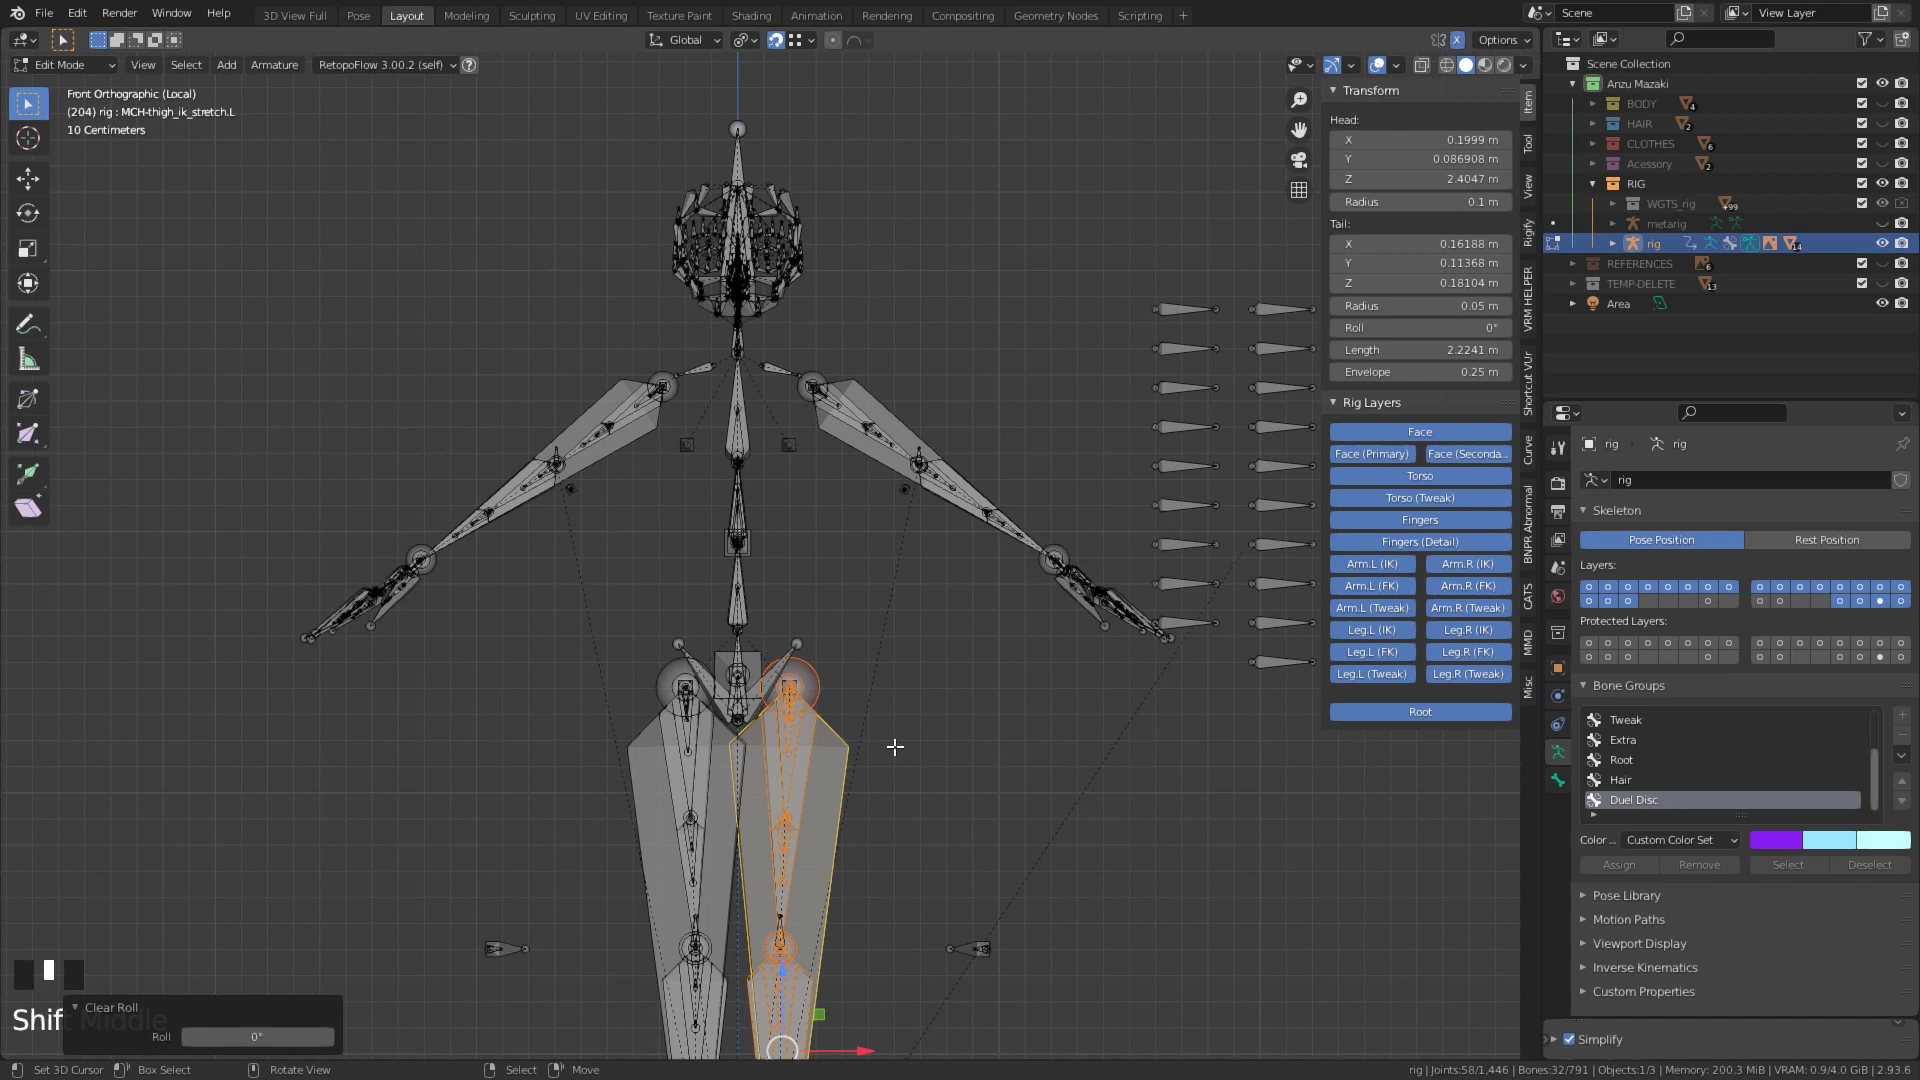 File Edit Render Window Help
3D View Full Pose Layout Modeling Sculpting UV Editing Texture Paint Shading Animation Rendering Compositing Geometry Nodes Scripting +
Scene View Layer
Global Options
Edit Mode View Select Add Armature RetopoFlow 3.00.2 (self)
Front Orthographic (Local)
(204) rig : MCH-thigh_ik_stretch.L
10 Centimeters
Transform
Head:
X 0.1999 m
Y 0.086908 m
Z 2.4047 m
Radius 0.1 m
Tail:
X 0.16188 m
Y 0.11368 m
Z 0.18104 m
Radius 0.05 m
Roll 0°
Length 2.2241 m
Envelope 0.25 m
Rig Layers
Face
Face (Primary) Face (Seconda...
Torso
Torso (Tweak)
Fingers
Fingers (Detail)
Arm.L (IK) Arm.R (IK)
Arm.L (FK) Arm.R (FK)
Arm.L (Tweak) Arm.R (Tweak)
Leg.L (IK) Leg.R (IK)
Leg.L (FK) Leg.R (FK)
Leg.L (Tweak) Leg.R (Tweak)
Root
Item
Tool
View
Rigify
VRM HELPER
Shortcut VUr
Curve
BNPR Abnormal
CATS
MMD
Misc
Scene Collection
Anzu Mazaki
BODY 4
HAIR 2
CLOTHES 6
Acessory 2
RIG
WGTS_rig +99
metarig
rig 14
REFERENCES 6
TEMP-DELETE 13
Area
rig rig
rig
Skeleton
Pose Position Rest Position
Layers:
Protected Layers:
Bone Groups
Tweak
Extra
Root
Hair
Duel Disc
Color ... Custom Color Set
Assign Remove Select Deselect
Pose Library
Motion Paths
Viewport Display
Inverse Kinematics
Custom Properties
Simplify
Clear Roll
Shift Middle
Roll 0°
Set 3D Cursor Box Select Rotate View Select Move
rig | Joints:58/1,446 | Bones:32/791 | Objects:1/3 | Memory: 200.3 MiB | VRAM: 0.9/4.0 GiB | 2.93.6